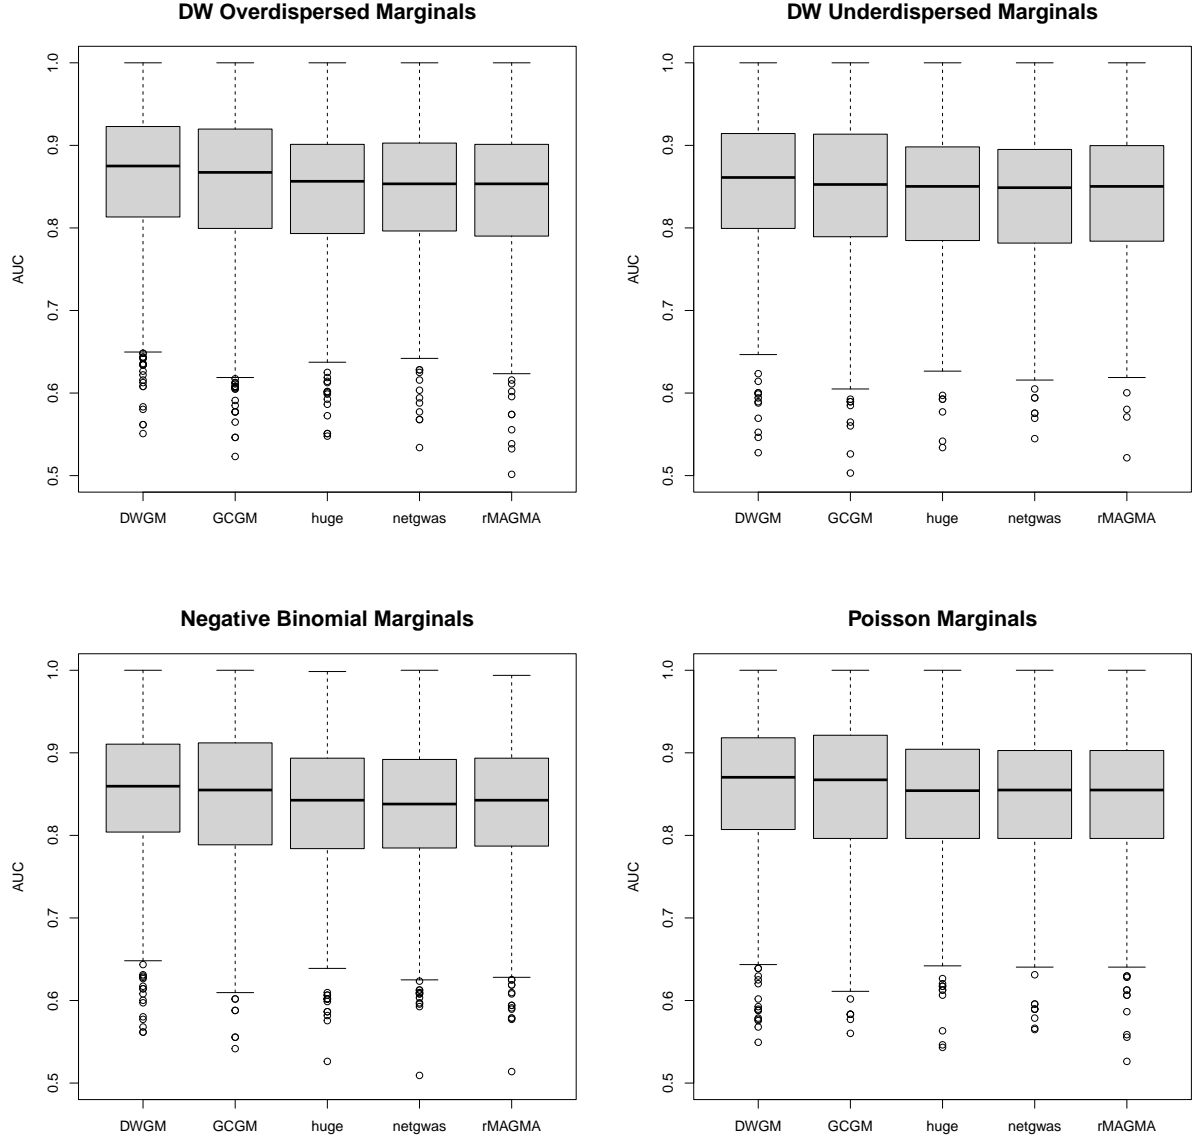 DW Overdispersed Marginals
AUC
1.0
0.9
0.8
0.7
0.6
0.5
DWGM GCGM huge netgwas rMAGMA
DW Underdispersed Marginals
AUC
1.0
0.9
0.8
0.7
0.6
0.5
DWGM GCGM huge netgwas rMAGMA
Negative Binomial Marginals
AUC
1.0
0.9
0.8
0.7
0.6
0.5
DWGM GCGM huge netgwas rMAGMA
Poisson Marginals
AUC
1.0
0.9
0.8
0.7
0.6
0.5
DWGM GCGM huge netgwas rMAGMA